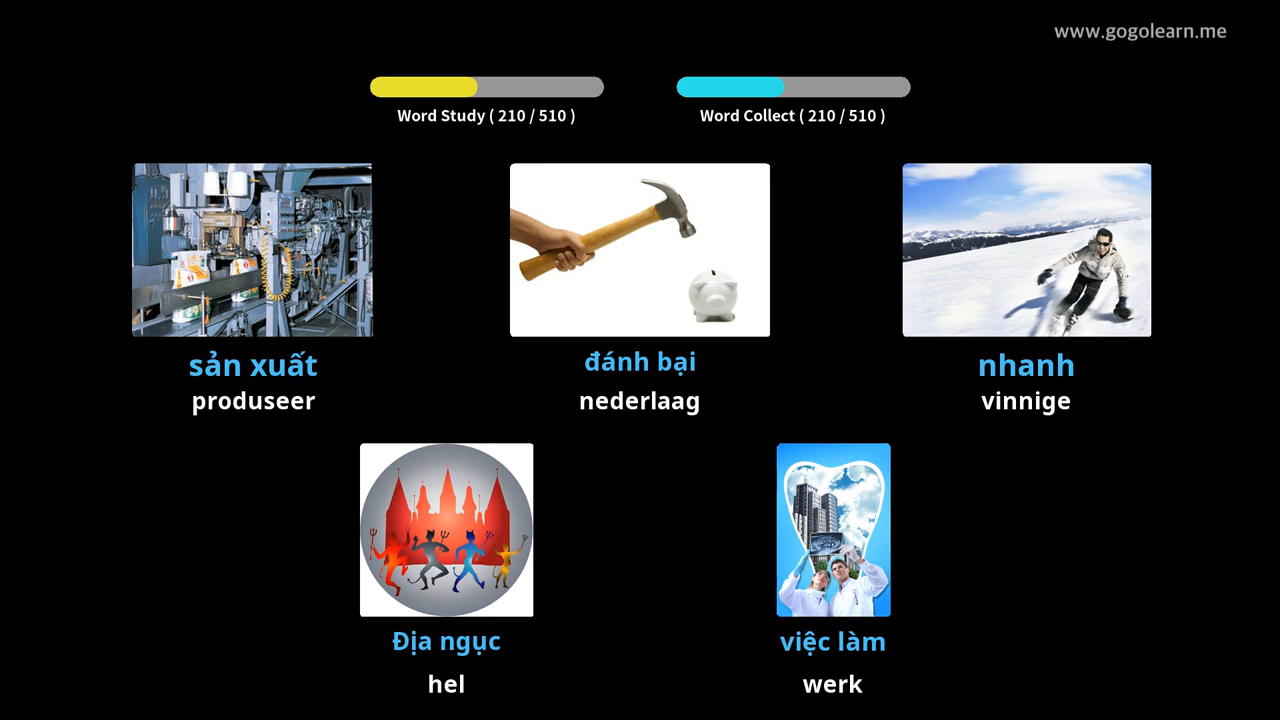 www.gogolearn.me
Word Study ( 210 / 510 )
Word Collect ( 210 / 510 )
sản xuất
produseer
đánh bại
nederlaag
nhanh
vinnige
Địa ngục
hel
việc làm
werk